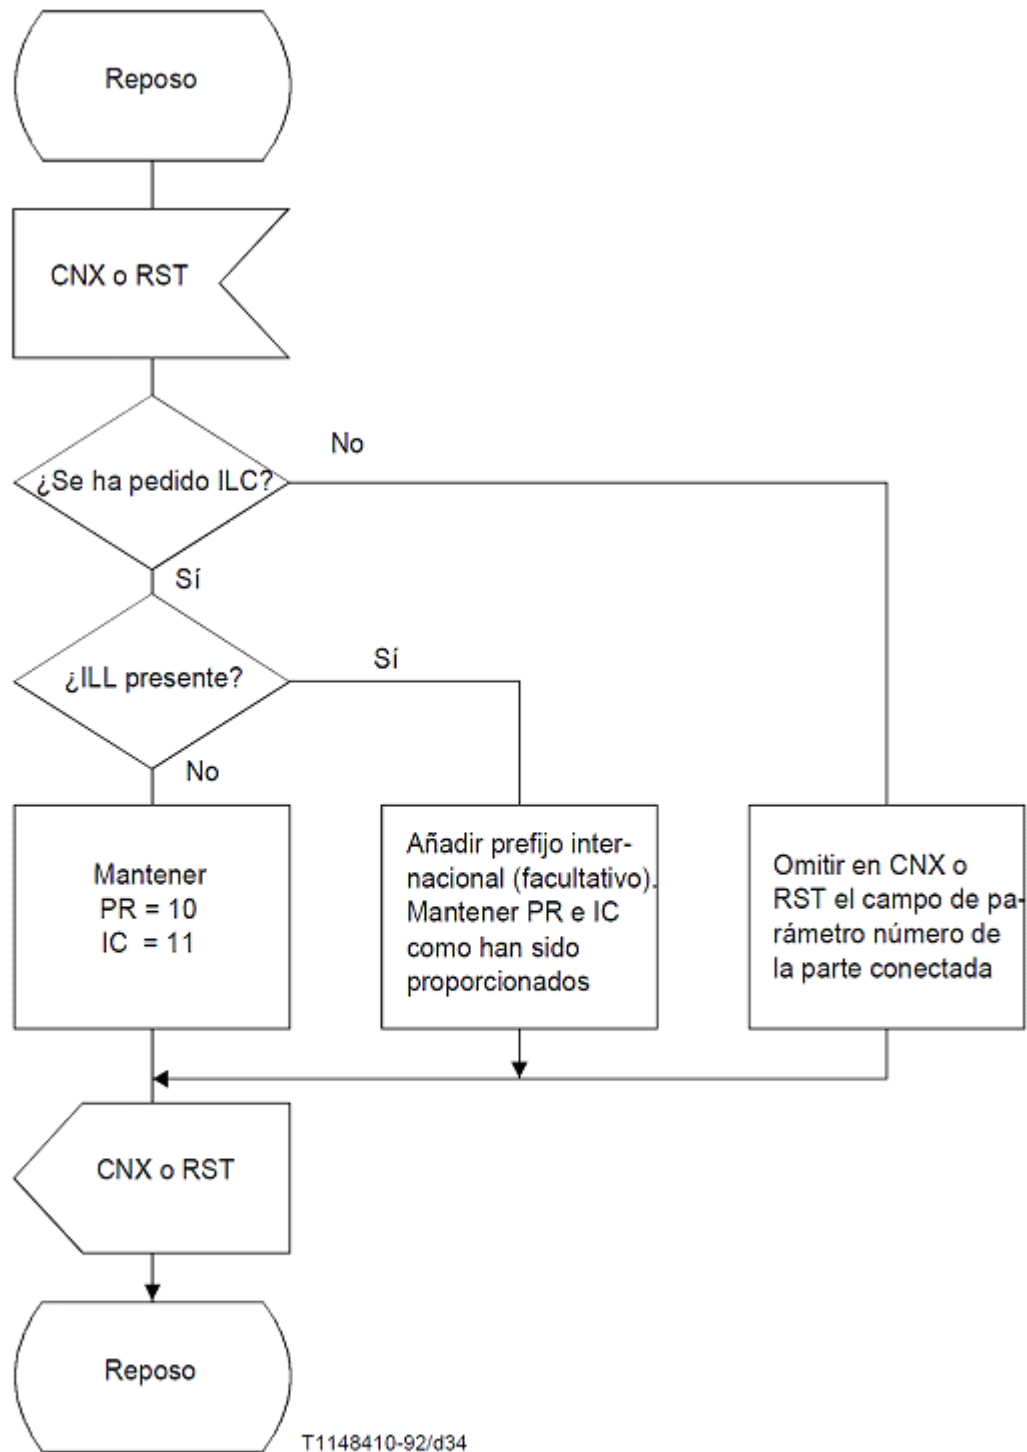 Reposo
CNX o RST
¿Se ha pedido ILC?
No
Sí
¿ILL presente?
Sí
No
Mantener
PR = 10
IC = 11
Añadir prefijo inter-
nacional (facultativo).
Mantener PR e IC
como han sido
proporcionados
Omitir en CNX o
RST el campo de pa-
rámetro número de
la parte conectada
CNX o RST
Reposo
T1148410-92/d34